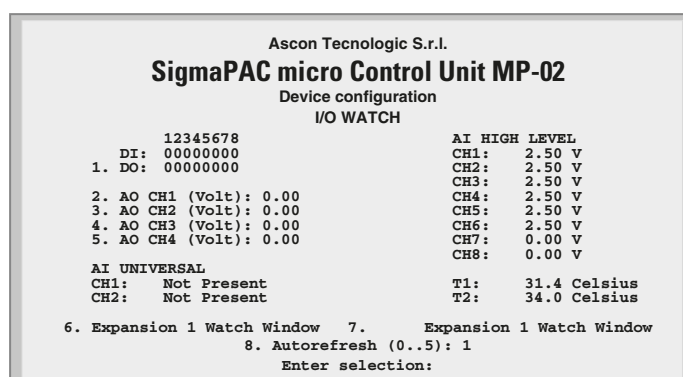 Ascon Tecnologic S.r.l.
SigmaPAC micro Control Unit MP-02
Device configuration
I/O WATCH
12345678 AI HIGH LEVEL
DI: 00000000 CH1: 2.50 V
1. DO: 00000000 CH2: 2.50 V
CH3: 2.50 V
2. AO CH1 (Volt): 0.00 CH4: 2.50 V
3. AO CH2 (Volt): 0.00 CH5: 2.50 V
4. AO CH3 (Volt): 0.00 CH6: 2.50 V
5. AO CH4 (Volt): 0.00 CH7: 0.00 V
CH8: 0.00 V
AI UNIVERSAL
CH1: Not Present T1: 31.4 Celsius
CH2: Not Present T2: 34.0 Celsius
6. Expansion 1 Watch Window 7. Expansion 1 Watch Window
8. Autorefresh (0..5): 1
Enter selection: